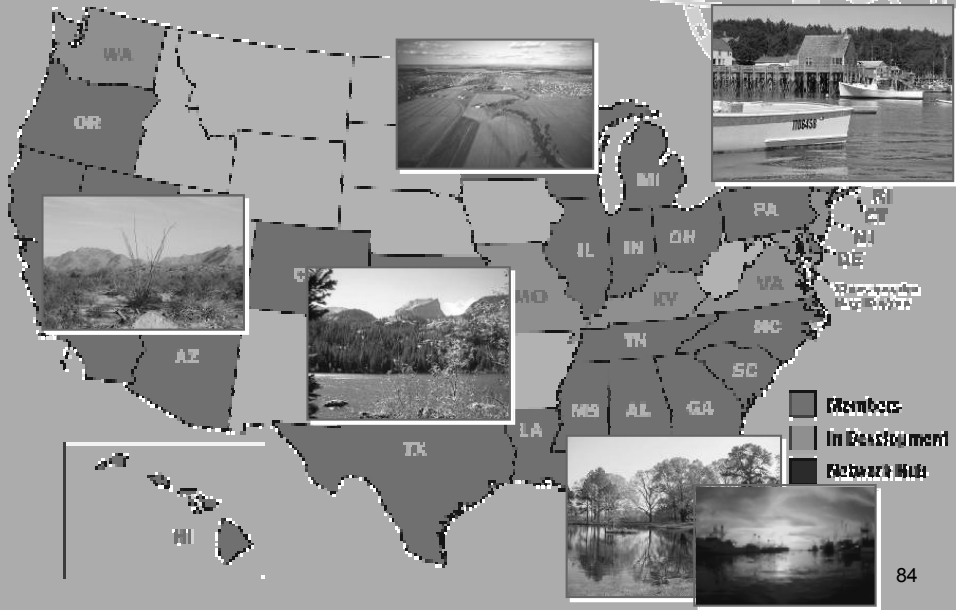 WA
OR
MI
PA
RI
CT
OH
IL
IN
DE
VA
MO
KY
NC
TN
AZ
SC
MS
AL
GA
Members
LA
In Development
TX
Network Hub
HI
84